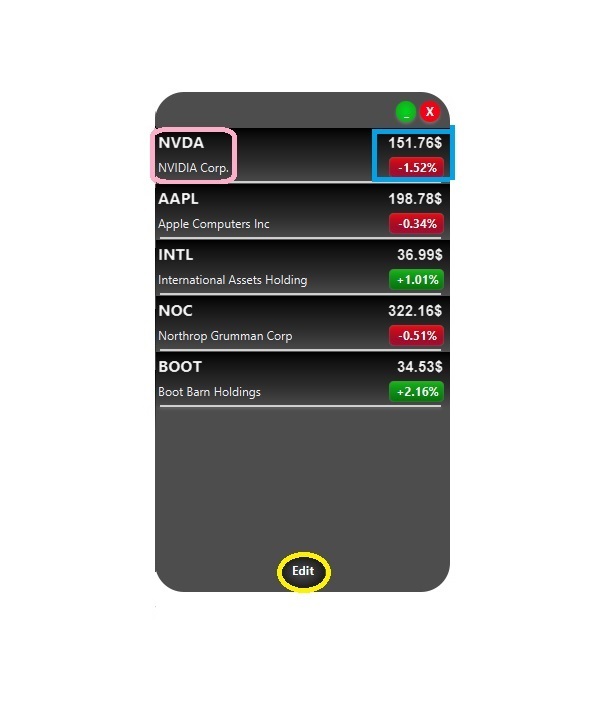 _ X
NVDA 151.76$
NVIDIA Corp. -1.52%
AAPL 198.78$
Apple Computers Inc -0.34%
INTL 36.99$
International Assets Holding +1.01%
NOC 322.16$
Northrop Grumman Corp -0.51%
BOOT 34.53$
Boot Barn Holdings +2.16%
Edit